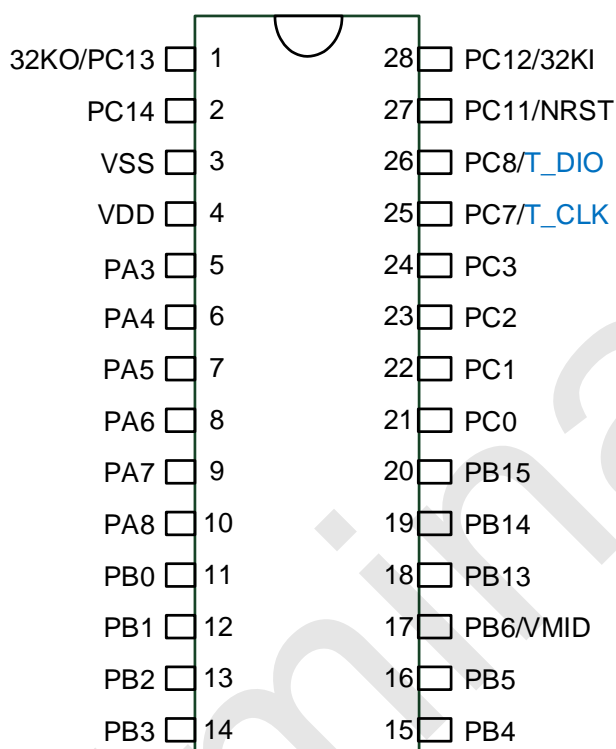 32KO/PC13 1 28 PC12/32KI
PC14 2 27 PC11/NRST
VSS 3 26 PC8/T_DIO
VDD 4 25 PC7/T_CLK
PA3 5 24 PC3
PA4 6 23 PC2
PA5 7 22 PC1
PA6 8 21 PC0
PA7 9 20 PB15
PA8 10 19 PB14
PB0 11 18 PB13
PB1 12 17 PB6/VMID
PB2 13 16 PB5
PB3 14 15 PB4